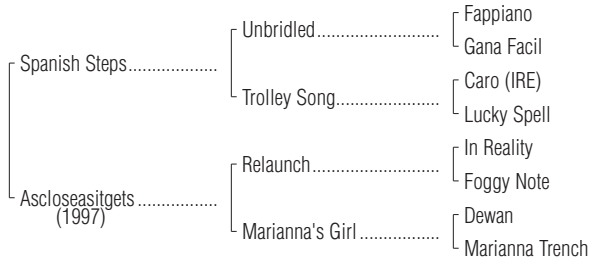 Fappiano
Unbridled
Gana Facil
Spanish Steps
Caro (IRE)
Trolley Song
Lucky Spell
In Reality
Relaunch
Foggy Note
Ascloseasitgets
(1997)
Dewan
Marianna's Girl
Marianna Trench